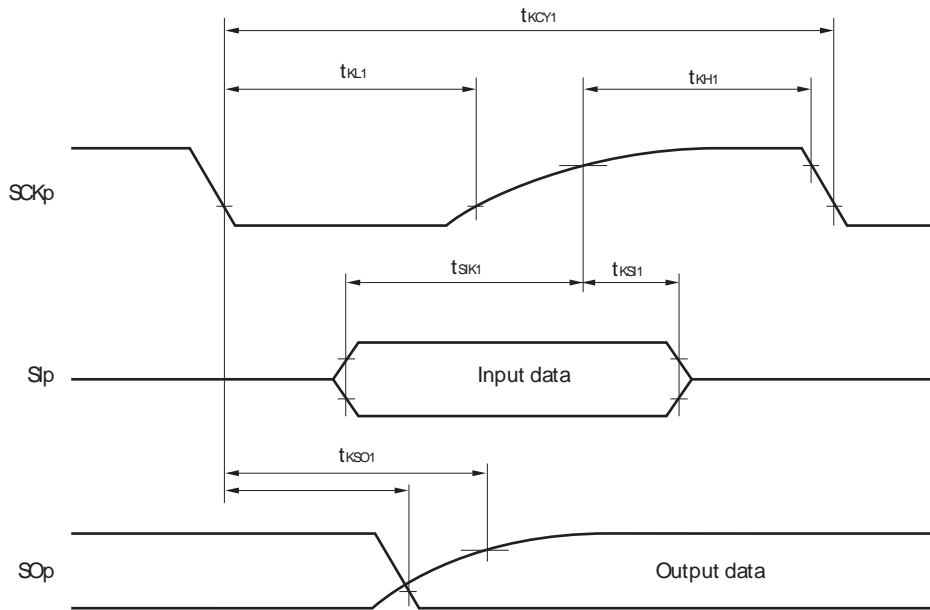 tKCY1
tKL1
tKH1
SCKp
tSIK1
tKSI1
SIp
Input data
tKSO1
SOp
Output data